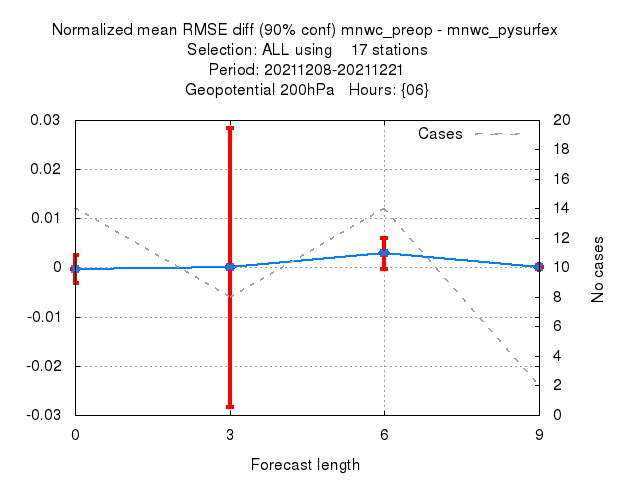 Normalized mean RMSE diff (90% conf) mnwc_preop - mnwc_pysurfex
Selection: ALL using 17 stations
Period: 20211208-20211221
Geopotential 200hPa Hours: {06}
Cases
0.03
0.02
0.01
0
-0.01
-0.02
-0.03
20
18
16
14
12
10
8
6
4
2
0
No cases
0 3 6 9
Forecast length